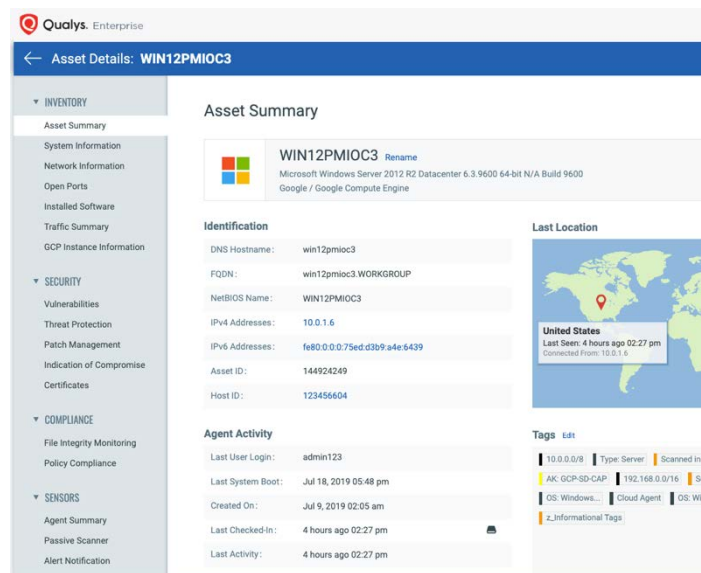 Qualys. Enterprise
← Asset Details: WIN12PMIOC3
INVENTORY
Asset Summary
System Information
Network Information
Open Ports
Installed Software
Traffic Summary
GCP Instance Information
SECURITY
Vulnerabilities
Threat Protection
Patch Management
Indication of Compromise
Certificates
COMPLIANCE
File Integrity Monitoring
Policy Compliance
SENSORS
Agent Summary
Passive Scanner
Alert Notification
Asset Summary
WIN12PMIOC3 Rename
Microsoft Windows Server 2012 R2 Datacenter 6.3.9600 64-bit N/A Build 9600
Google / Google Compute Engine
Identification
DNS Hostname: win12pmioc3
FQDN: win12pmioc3.WORKGROUP
NetBIOS Name: WIN12PMIOC3
IPv4 Addresses: 10.0.1.6
IPv6 Addresses: fe80:0:0:0:75ed:d3b9:a4e:6439
Asset ID: 144924249
Host ID: 123456604
Agent Activity
Last User Login: admin123
Last System Boot: Jul 18, 2019 05:48 pm
Created On: Jul 9, 2019 02:05 am
Last Checked-In: 4 hours ago 02:27 pm
Last Activity: 4 hours ago 02:27 pm
Last Location
United States
Last Seen: 4 hours ago 02:27 pm
Connected From: 10.0.1.6
Tags Edit
10.0.0.0/8 Type: Server Scanned in
AK: GCP-SD-CAP 192.168.0.0/16 S
OS: Windows... Cloud Agent OS: Wi
z_Informational Tags